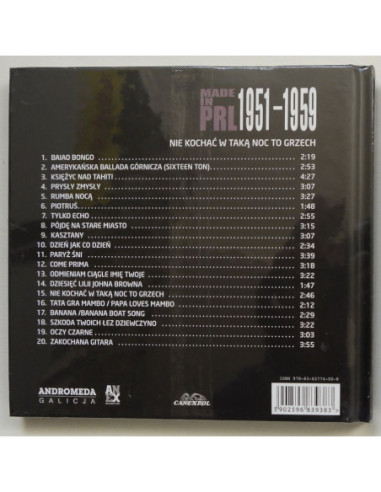 MADE IN PRL 1951-1959
NIE KOCHAĆ W TAKĄ NOC TO GRZECH
1. BAIAO BONGO 2:19
2. AMERYKAŃSKA BALLADA GÓRNICZA (SIXTEEN TON) 2:53
3. KSIĘŻYC NAD TAHITI 4:27
4. PRYSŁY ZMYSŁY 3:07
5. RUMBA NOCĄ 3:27
6. PIOTRUŚ 1:48
7. TYLKO ECHO 2:55
8. PÓJDĘ NA STARE MIASTO 3:15
9. KASZTANY 3:07
10. DZIEŃ JAK CO DZIEŃ 2:34
11. PARYŻ ŚNI 3:39
12. COME PRIMA 3:18
13. ODMIENIAM CIĄGLE IMIĘ TWOJE 3:22
14. DZIESIĘĆ LILII JOHNA BROWNA 1:47
15. NIE KOCHAĆ W TAKĄ NOC TO GRZECH 2:46
16. TATA GRA MAMBO / PAPA LOVES MAMBO 2:12
17. BANANA /BANANA BOAT SONG 2:29
18. SZKODA TWOICH ŁEZ DZIEWCZYNO 3:22
19. OCZY CZARNE 3:03
20. ZAKOCHANA GITARA 3:55
ANDROMEDA
GALICJA
CANEXPOL